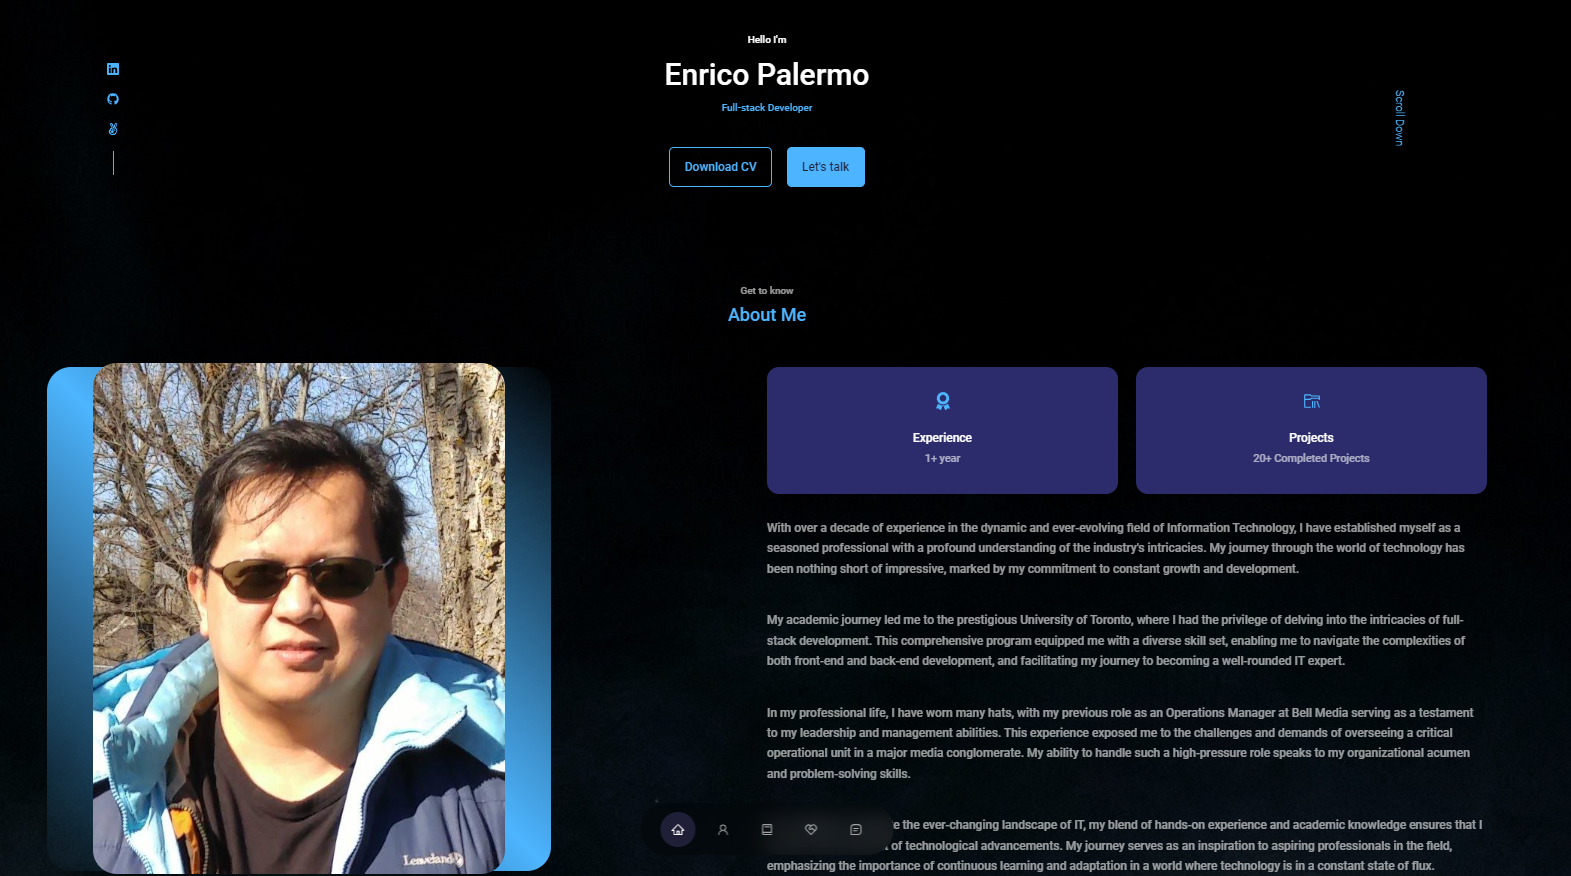 Hello I'm
Enrico Palermo
Full-stack Developer
Scroll Down
Download CV
Let's talk
Get to know
About Me
Experience
1+ year
Projects
20+ Completed Projects
With over a decade of experience in the dynamic and ever-evolving field of Information Technology, I have established myself as a
seasoned professional with a profound understanding of the industry's intricacies. My journey through the world of technology has
been nothing short of impressive, marked by my commitment to constant growth and development.
My academic journey led me to the prestigious University of Toronto, where I had the privilege of delving into the intricacies of full-
stack development. This comprehensive program equipped me with a diverse skill set, enabling me to navigate the complexities of
both front-end and back-end development, and facilitating my journey to becoming a well-rounded IT expert.
In my professional life, I have worn many hats, with my previous role as an Operations Manager at Bell Media serving as a testament
to my leadership and management abilities. This experience exposed me to the challenges and demands of overseeing a critical
operational unit in a major media conglomerate. My ability to handle such a high-pressure role speaks to my organizational acumen
and problem-solving skills.
the ever-changing landscape of IT, my blend of hands-on experience and academic knowledge ensures that I
of technological advancements. My journey serves as an inspiration to aspiring professionals in the field,
emphasizing the importance of continuous learning and adaptation in a world where technology is in a constant state of flux.